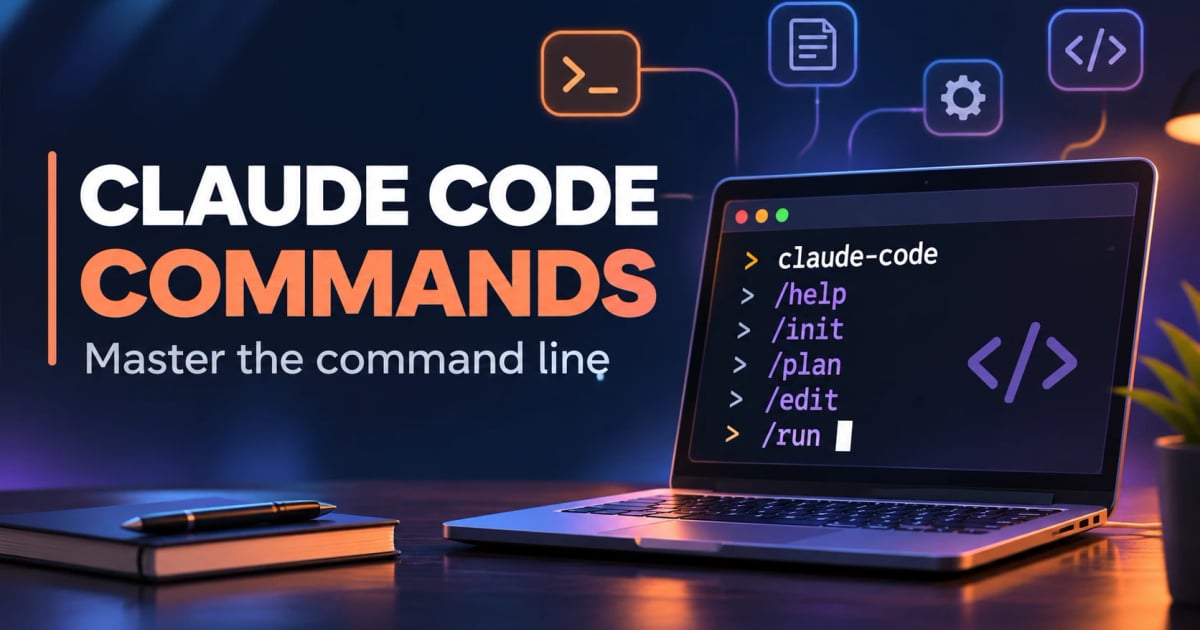 CLAUDE CODE
COMMANDS
Master the command line
> claude-code
> /help
> /init
> /plan
> /edit
> /run
>_
</>
</>